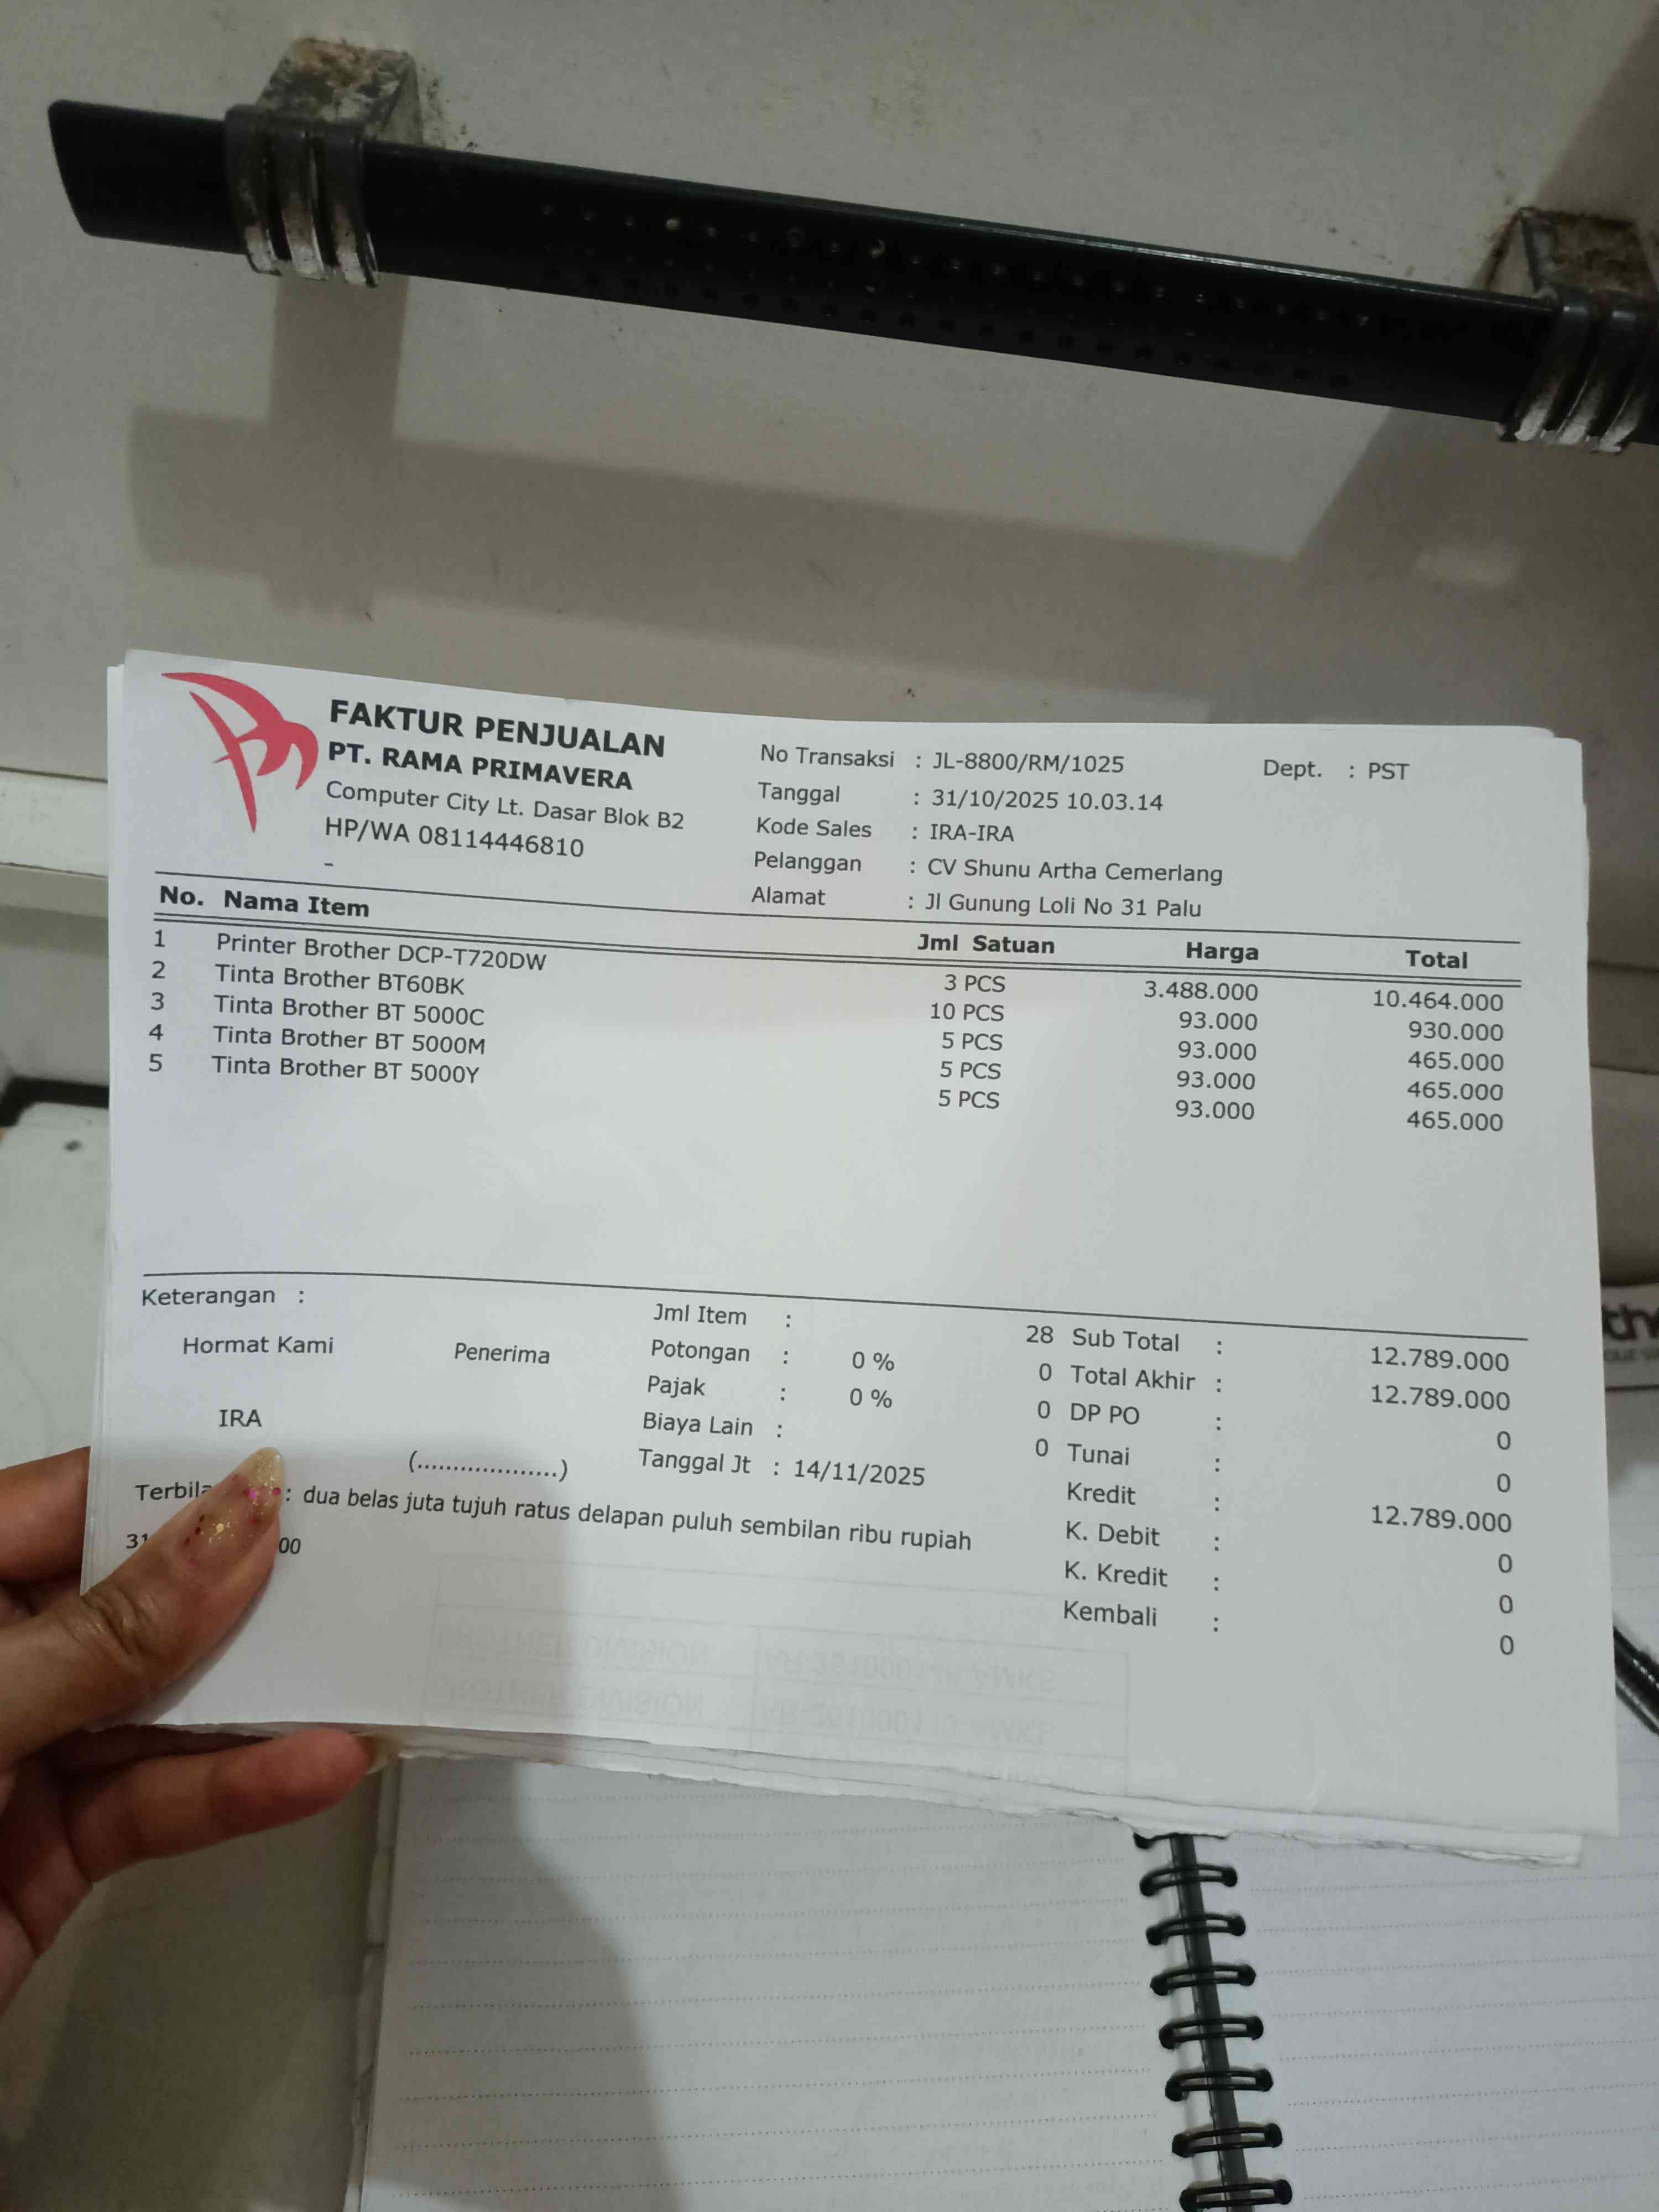 FAKTUR PENJUALAN
PT. RAMA PRIMAVERA
Computer City Lt. Dasar Blok B2
HP/WA 08114446810
-
No Transaksi : JL-8800/RM/1025 Dept. : PST
Tanggal : 31/10/2025 10.03.14
Kode Sales : IRA-IRA
Pelanggan : CV Shunu Artha Cemerlang
Alamat : Jl Gunung Loli No 31 Palu
No. Nama Item Jml Satuan Harga Total
1 Printer Brother DCP-T720DW 3 PCS 3.488.000 10.464.000
2 Tinta Brother BT60BK 10 PCS 93.000 930.000
3 Tinta Brother BT 5000C 5 PCS 93.000 465.000
4 Tinta Brother BT 5000M 5 PCS 93.000 465.000
5 Tinta Brother BT 5000Y 5 PCS 93.000 465.000
Keterangan :
Hormat Kami Penerima
IRA
(...................)
Jml Item : 28
Potongan : 0 % 0
Pajak : 0 % 0
Biaya Lain : 0
Tanggal Jt : 14/11/2025
Sub Total : 12.789.000
Total Akhir : 12.789.000
DP PO : 0
Tunai : 0
Kredit : 12.789.000
K. Debit : 0
K. Kredit : 0
Kembali : 0
: dua belas juta tujuh ratus delapan puluh sembilan ribu rupiah